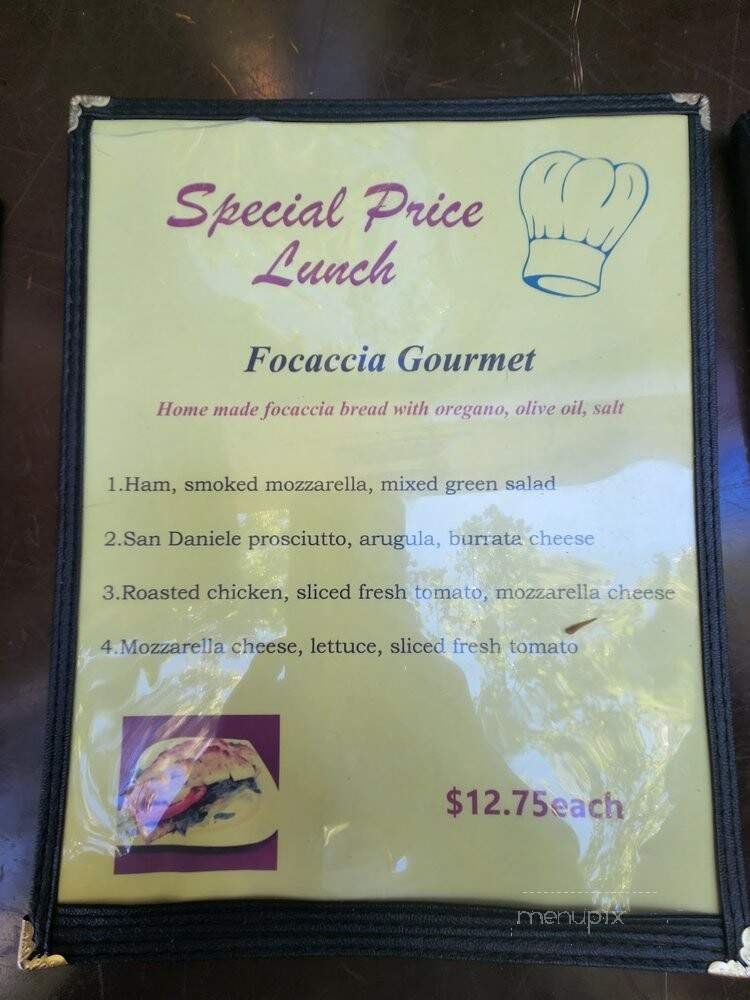 Special Price
Lunch
Focaccia Gourmet
Home made focaccia bread with oregano, olive oil, salt
1.Ham, smoked mozzarella, mixed green salad
2.San Daniele prosciutto, arugula, burrata cheese
3.Roasted chicken, sliced fresh tomato, mozzarella cheese
4.Mozzarella cheese, lettuce, sliced fresh tomato
$12.75each
menupix